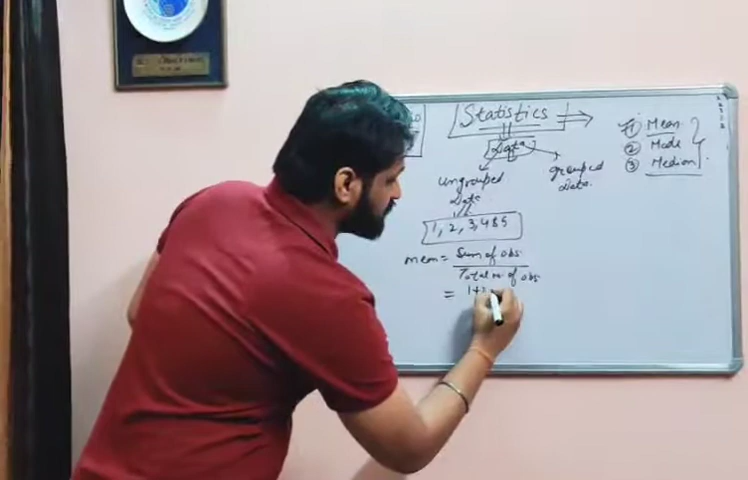 Statistics
Data
ungrouped
Data
grouped
Data.
① Mean
② Mode
③ Median
1, 2, 3, 4 & 5
mean = Sum of obs.
Total no of obs.
= 1+